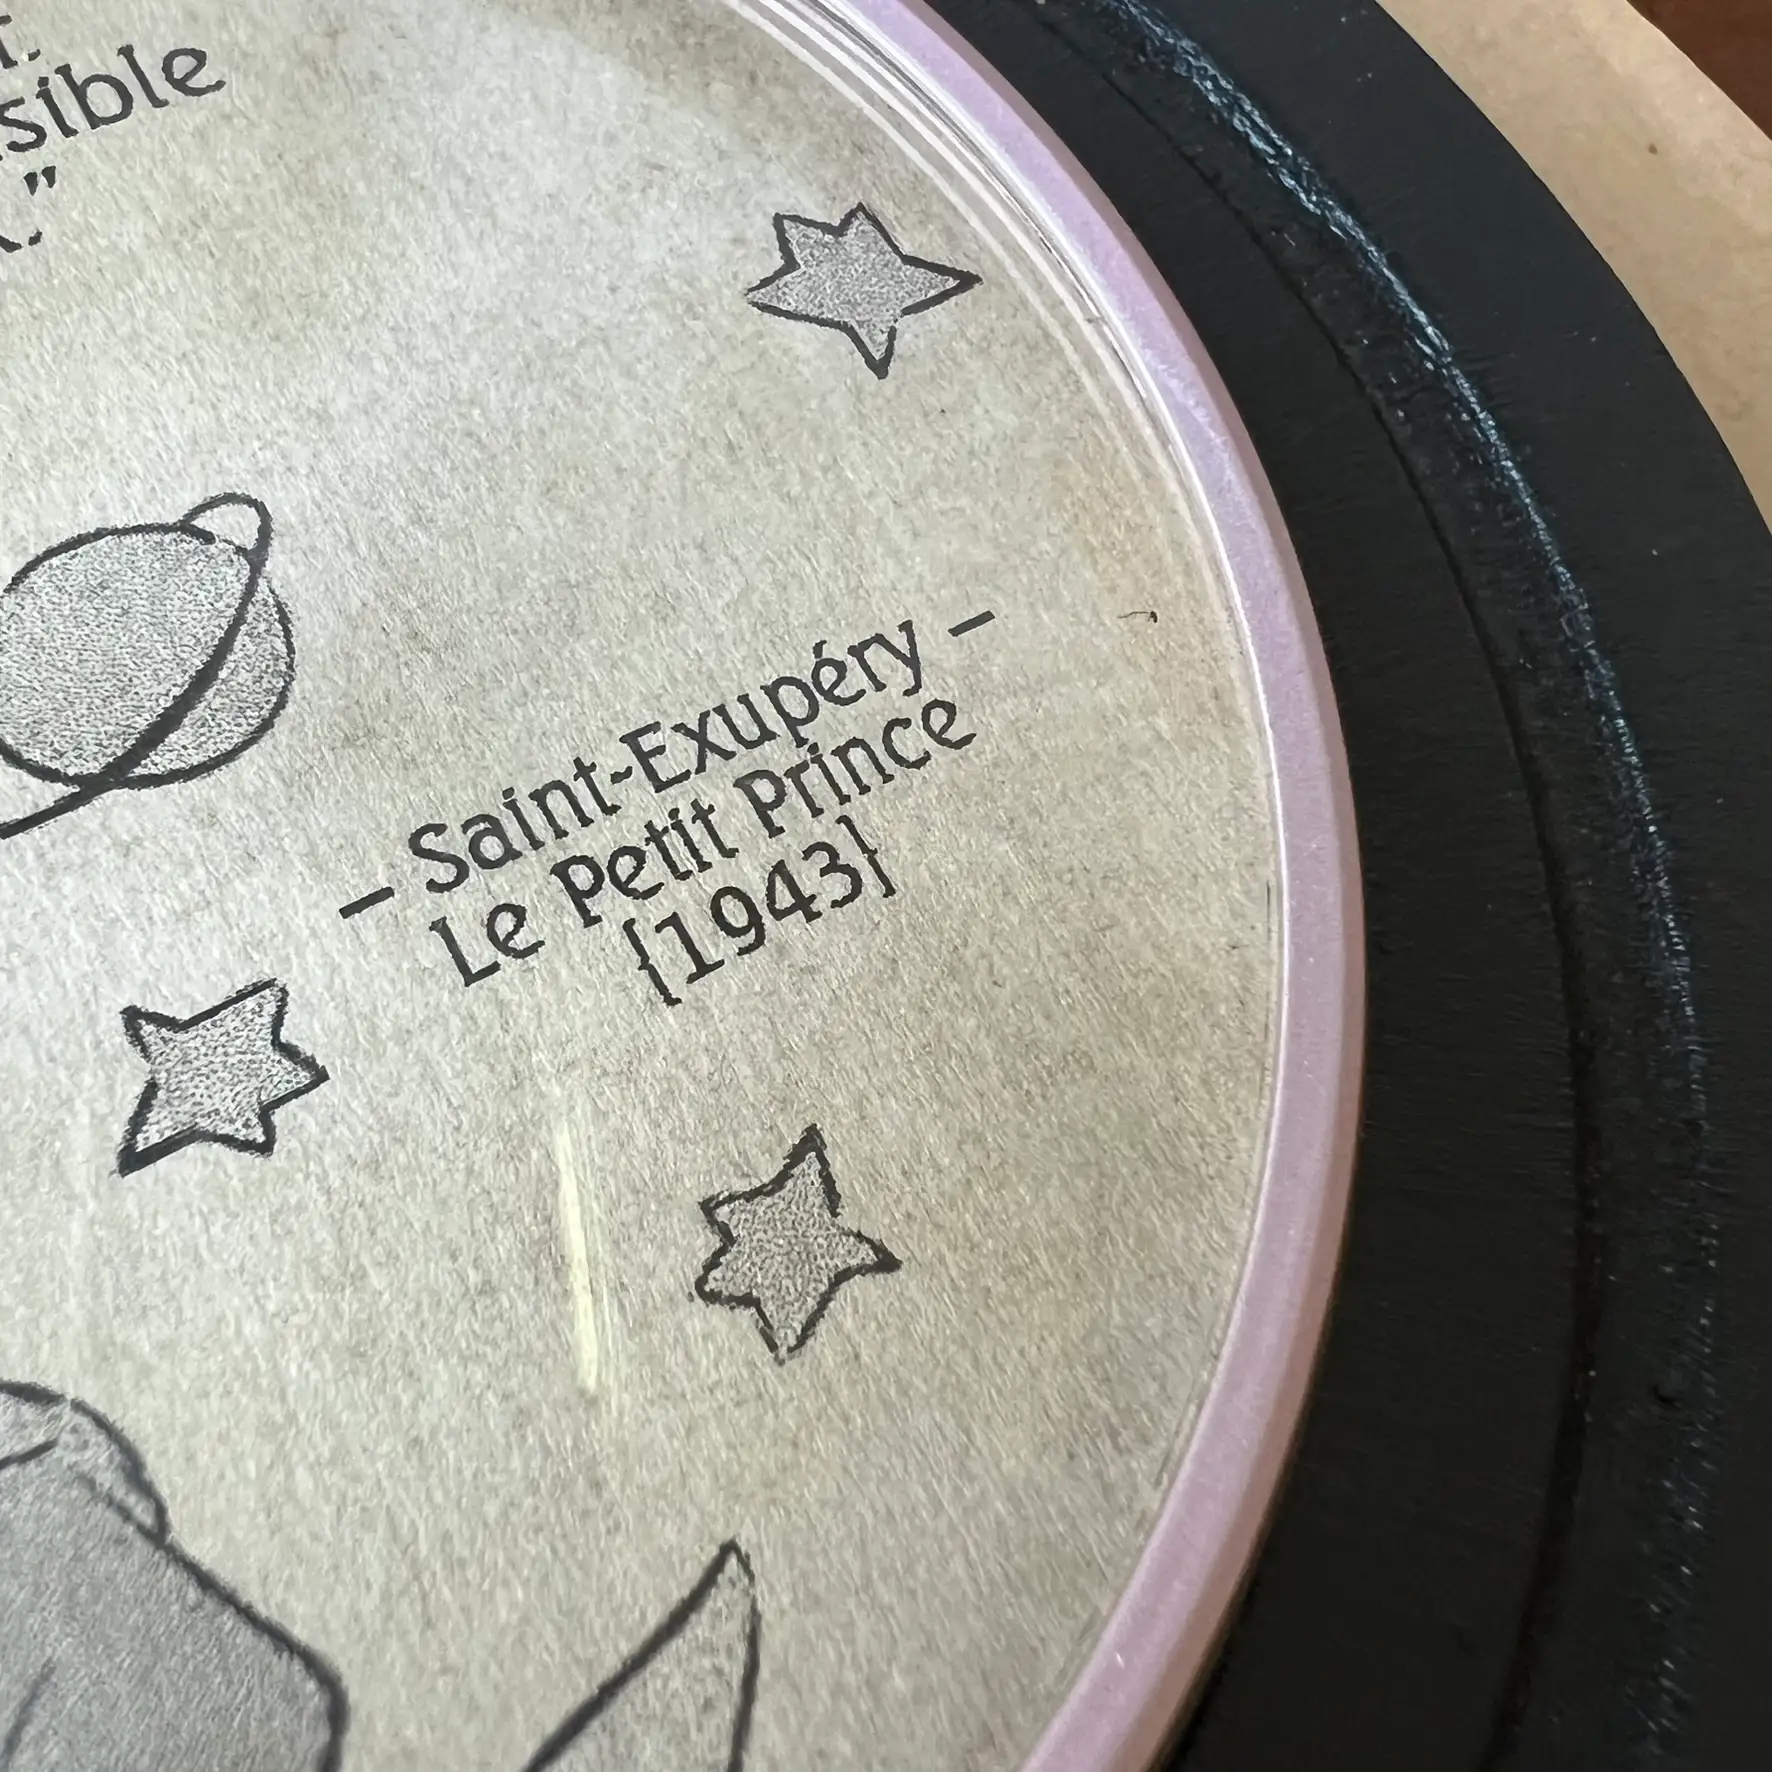 sible
– Saint-Exupéry –
Le Petit Prince
{1943}